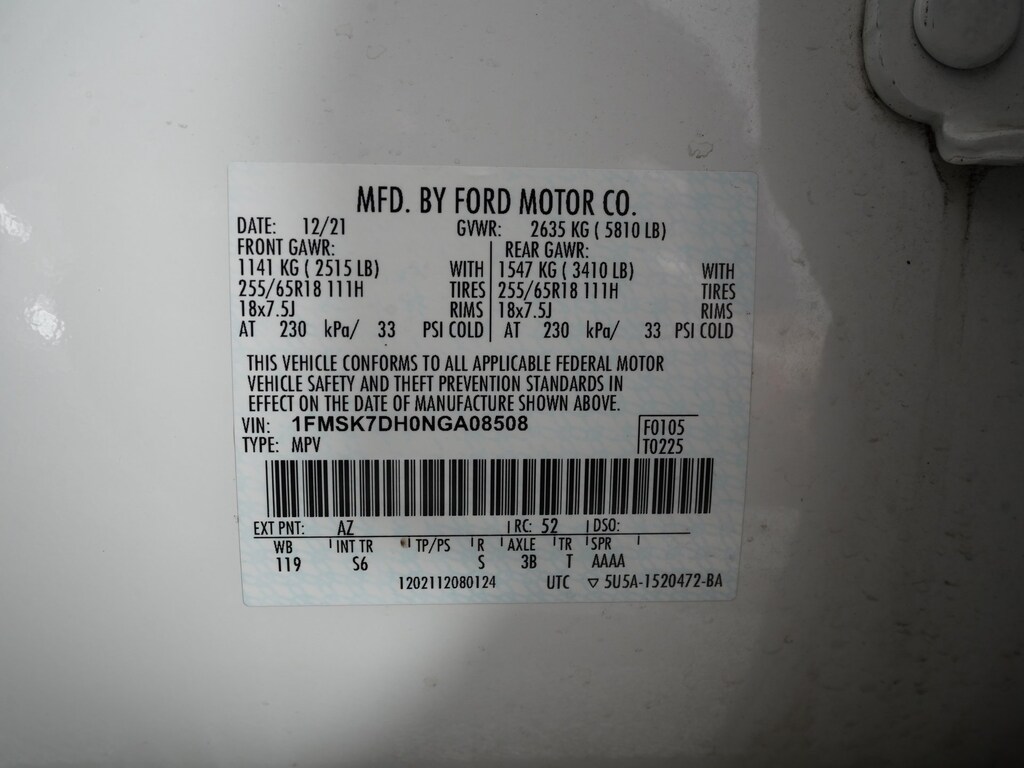 MFD. BY FORD MOTOR CO.
DATE: 12/21 GVWR: 2635 KG ( 5810 LB)
FRONT GAWR: REAR GAWR:
1141 KG ( 2515 LB) WITH 1547 KG ( 3410 LB) WITH
255/65R18 111H TIRES 255/65R18 111H TIRES
18x7.5J RIMS 18x7.5J RIMS
AT 230 kPa/ 33 PSI COLD AT 230 kPa/ 33 PSI COLD
THIS VEHICLE CONFORMS TO ALL APPLICABLE FEDERAL MOTOR
VEHICLE SAFETY AND THEFT PREVENTION STANDARDS IN
EFFECT ON THE DATE OF MANUFACTURE SHOWN ABOVE.
VIN: 1FMSK7DH0NGA08508 F0105
TYPE: MPV T0225
EXT PNT: AZ RC: 52 DSO:
WB INT TR TP/PS R AXLE TR SPR
119 S6 S 3B T AAAA
1202112080124 UTC ▽ 5U5A-1520472-BA